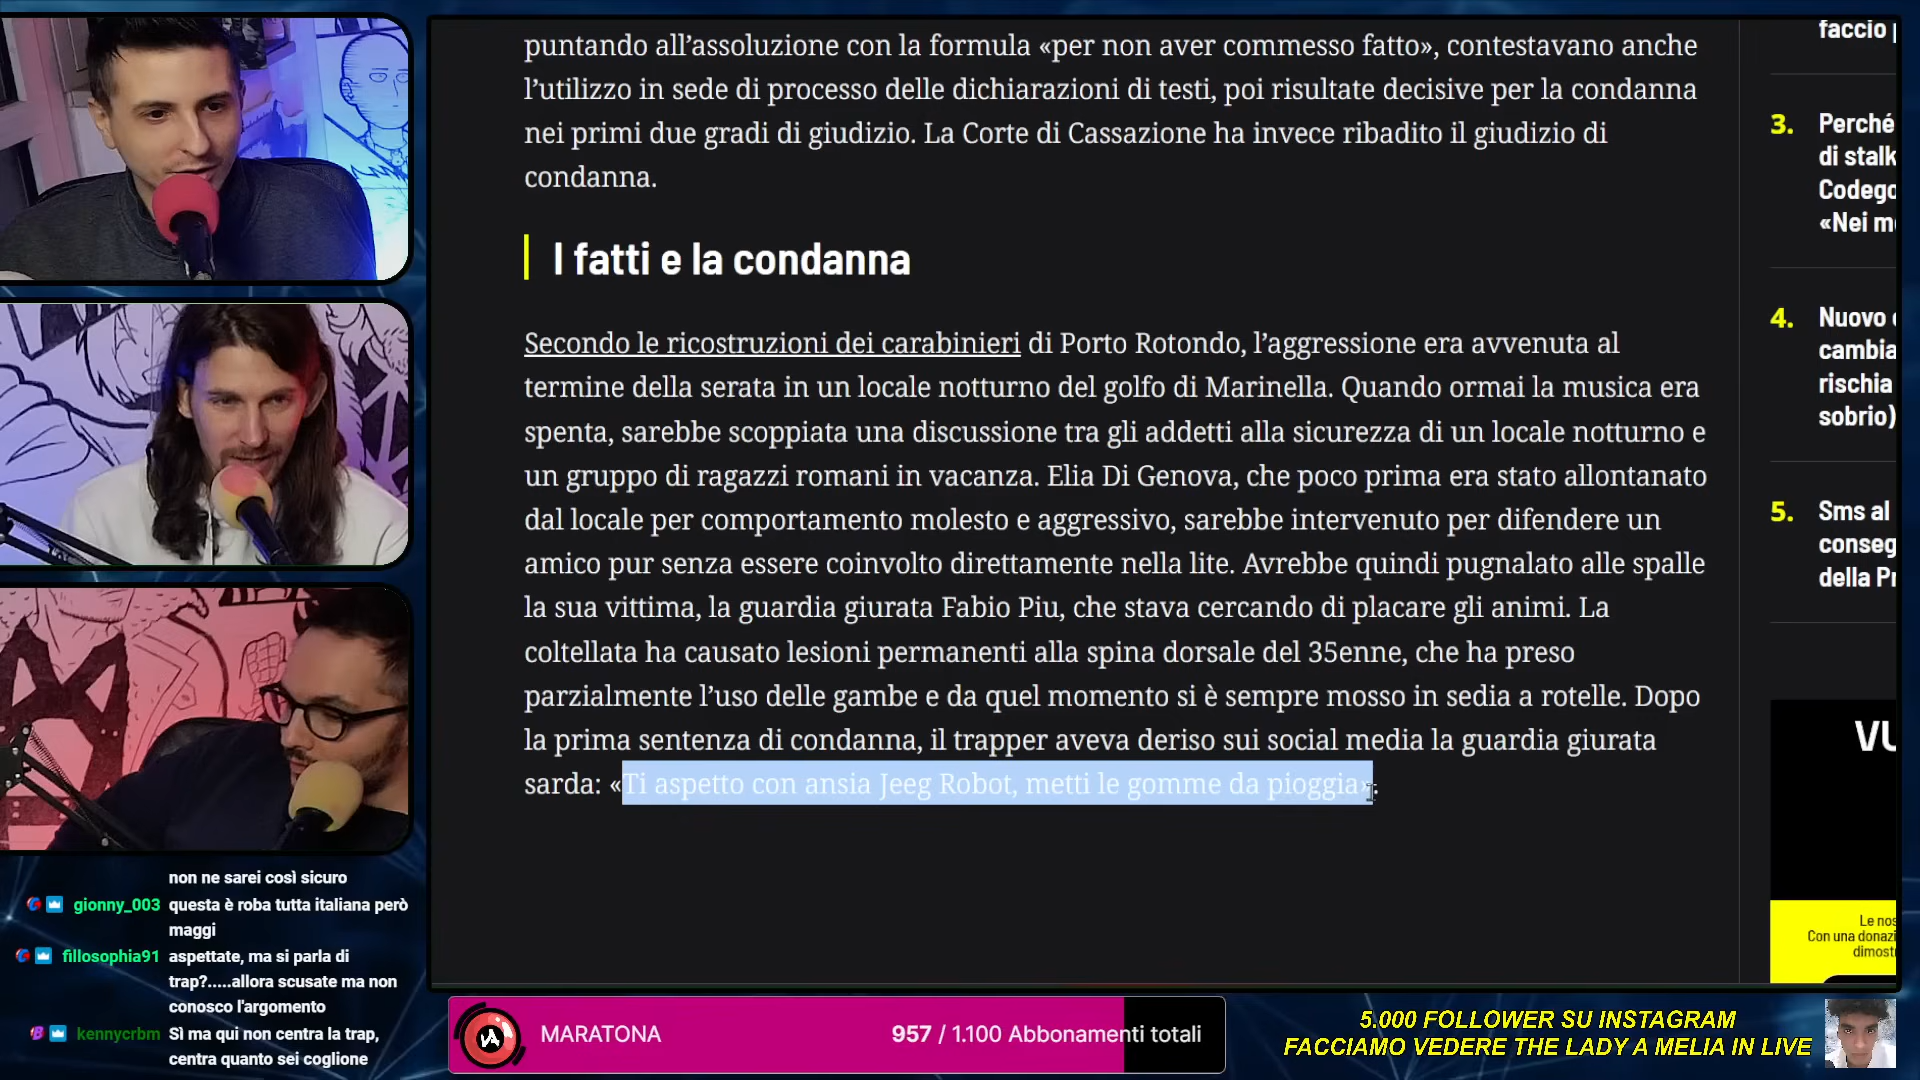 puntando all’assoluzione con la formula «per non aver commesso fatto», contestavano anche
l’utilizzo in sede di processo delle dichiarazioni di testi, poi risultate decisive per la condanna
nei primi due gradi di giudizio. La Corte di Cassazione ha invece ribadito il giudizio di
condanna.
I fatti e la condanna
Secondo le ricostruzioni dei carabinieri di Porto Rotondo, l’aggressione era avvenuta al
termine della serata in un locale notturno del golfo di Marinella. Quando ormai la musica era
spenta, sarebbe scoppiata una discussione tra gli addetti alla sicurezza di un locale notturno e
un gruppo di ragazzi romani in vacanza. Elia Di Genova, che poco prima era stato allontanato
dal locale per comportamento molesto e aggressivo, sarebbe intervenuto per difendere un
amico pur senza essere coinvolto direttamente nella lite. Avrebbe quindi pugnalato alle spalle
la sua vittima, la guardia giurata Fabio Piu, che stava cercando di placare gli animi. La
coltellata ha causato lesioni permanenti alla spina dorsale del 35enne, che ha preso
parzialmente l’uso delle gambe e da quel momento si è sempre mosso in sedia a rotelle. Dopo
la prima sentenza di condanna, il trapper aveva deriso sui social media la guardia giurata
sarda: «Ti aspetto con ansia Jeeg Robot, metti le gomme da pioggia».
faccio
3. Perché
di stalk
Codego
«Nei m
4. Nuovo
cambia
rischia
sobrio)
5. Sms al
conseg
della Pr
VU
Le nos
Con una donazi
dimost
non ne sarei così sicuro
gionny_003 questa è roba tutta italiana però
maggi
fillosophia91 aspettate, ma si parla di
trap?.....allora scusate ma non
conosco l'argomento
kennycrbm Sì ma qui non centra la trap,
centra quanto sei coglione
MARATONA 957 / 1.100 Abbonamenti totali
5.000 FOLLOWER SU INSTAGRAM
FACCIAMO VEDERE THE LADY A MELIA IN LIVE